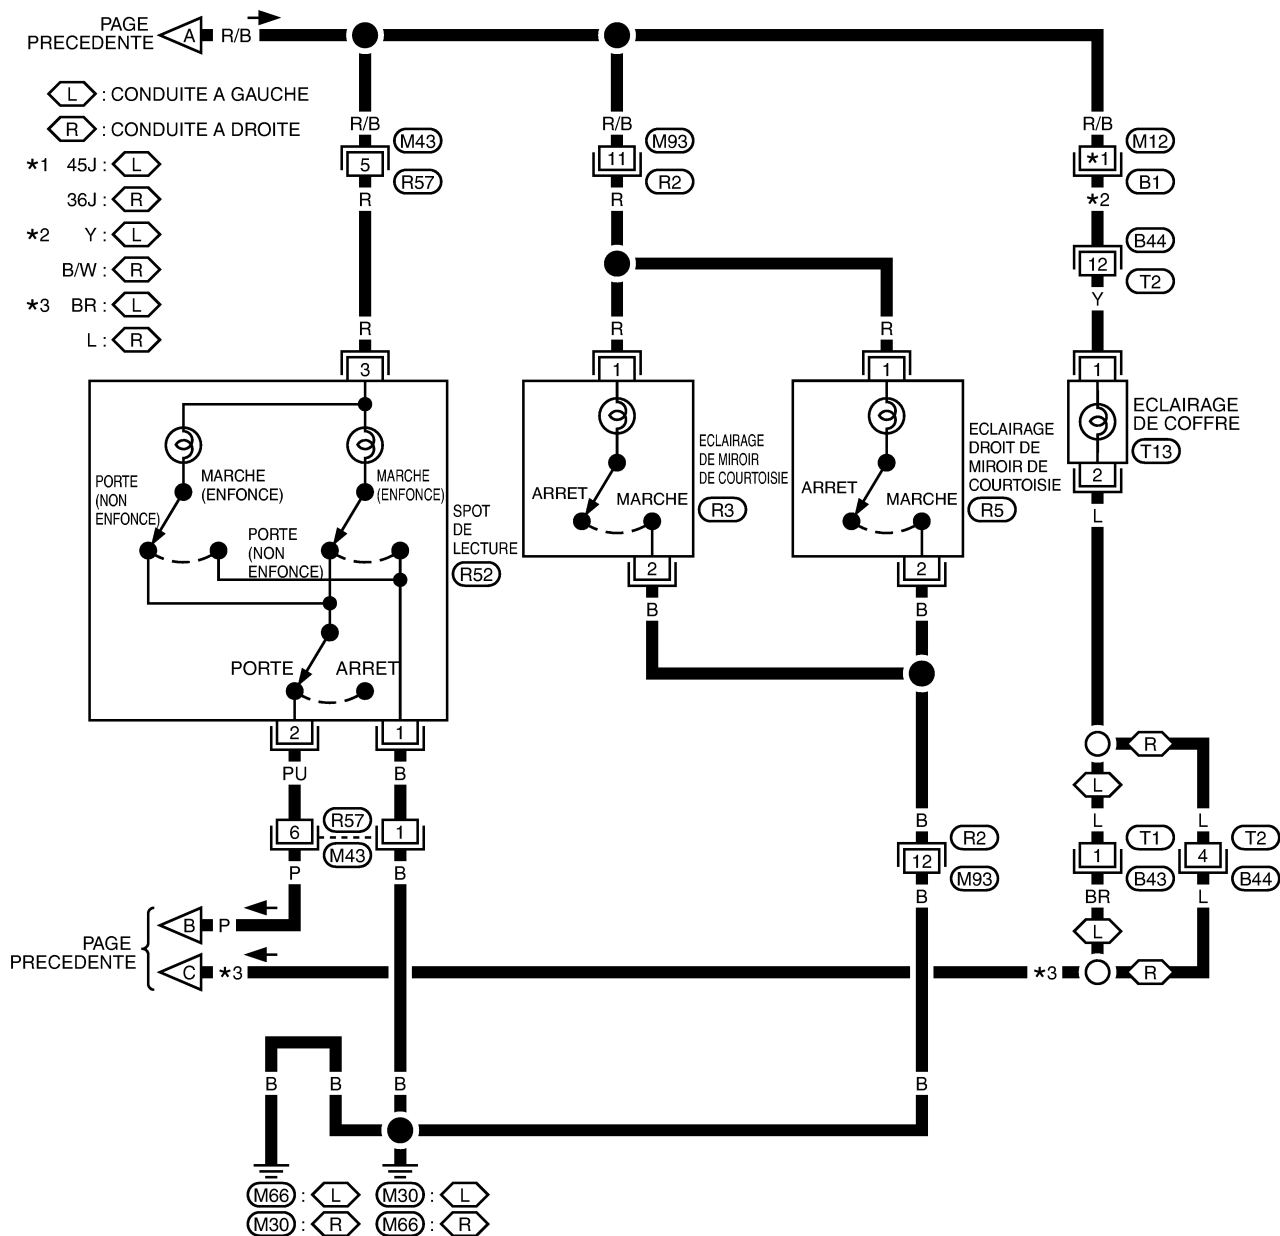 PAGE
PRECEDENTE
A R/B
L : CONDUITE A GAUCHE
R : CONDUITE A DROITE
*1 45J : L
36J : R
*2 Y : L
B/W : R
*3 BR : L
L : R
R/B
M43
5
R57
R
R
3
R/B
M93
11
R2
R
R
1
R
1
R/B
M12
*1
B1
*2
B44
12
T2
Y
1
PORTE
(NON
ENFONCE)
MARCHE
(ENFONCE)
MARCHE
(ENFONCE)
PORTE
(NON
ENFONCE)
SPOT
DE
LECTURE
R52
PORTE ARRET
2 1
ARRET
MARCHE
ECLAIRAGE
DE MIROIR
DE COURTOISIE
R3
2
B
ARRET
MARCHE
ECLAIRAGE
DROIT DE
MIROIR DE
COURTOISIE
R5
2
B
ECLAIRAGE
DE COFFRE
T13
2
L
PU B
6 R57 1
M43
P B
B
R2
12
M93
B
R
L
L L
1 T1 4 T2
B43 B44
BR L
L
R
PAGE
PRECEDENTE
B P
C *3
*3
B B B B
M66 : L M30 : L
M30 : R M66 : R